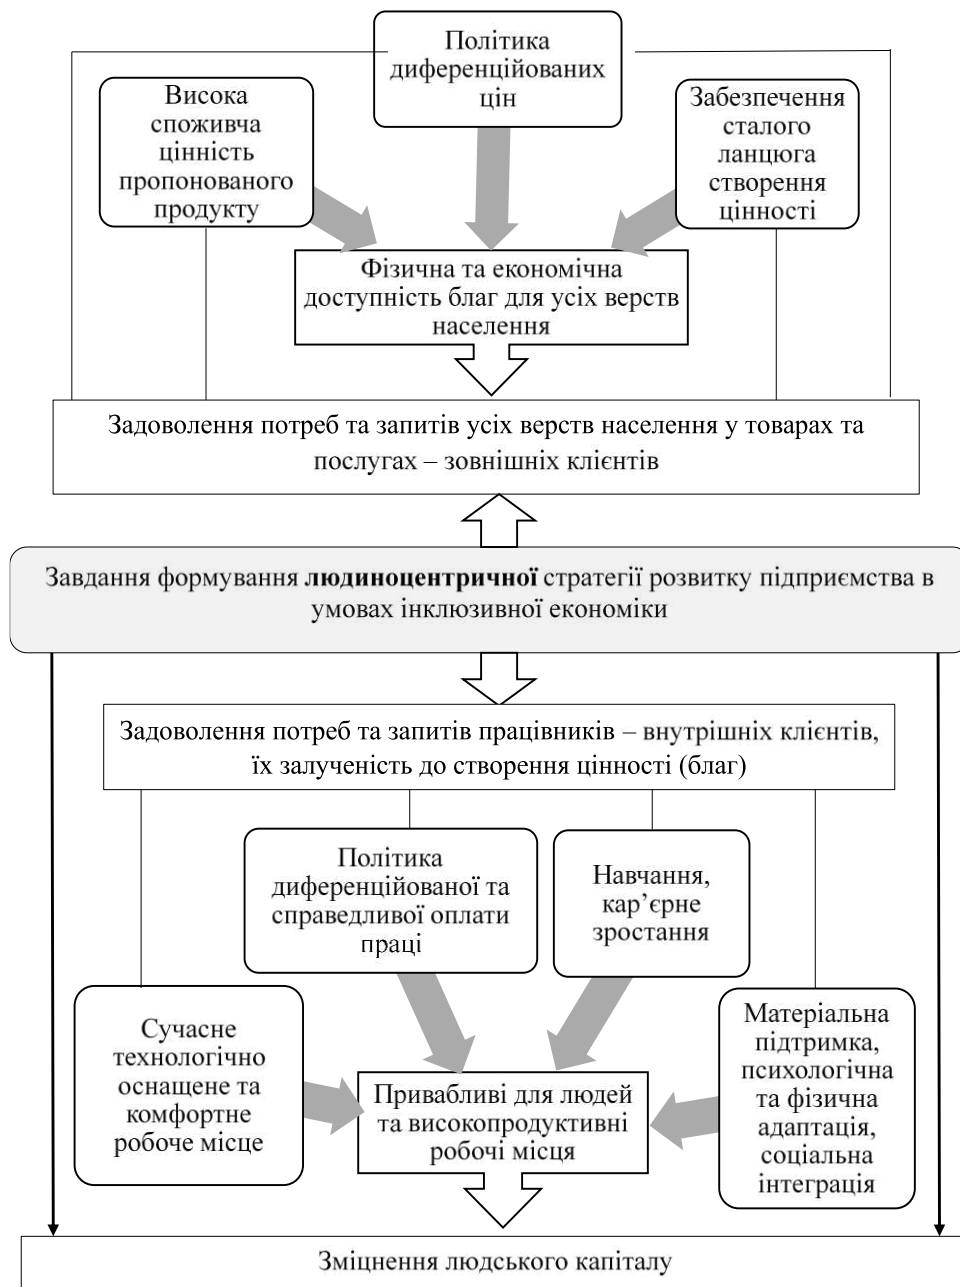 Політика
диференційованих
цін
Висока
споживча
цінність
пропонованого
продукту
Забезпечення
сталого
ланцюга
створення
цінності
Фізична та економічна
доступність благ для усіх верств
населення
Задоволення потреб та запитів усіх верств населення у товарах та
послугах – зовнішніх клієнтів
Завдання формування людиноцентричної стратегії розвитку підприємства в
умовах інклюзивної економіки
Задоволення потреб та запитів працівників – внутрішніх клієнтів,
їх залученість до створення цінності (благ)
Політика
диференційованої та
справедливої оплати
праці
Навчання,
кар’єрне
зростання
Сучасне
технологічно
оснащене та
комфортне
робоче місце
Матеріальна
підтримка,
психологічна
та фізична
адаптація,
соціальна
інтеграція
Привабливі для людей
та високопродуктивні
робочі місця
Зміцнення людського капіталу